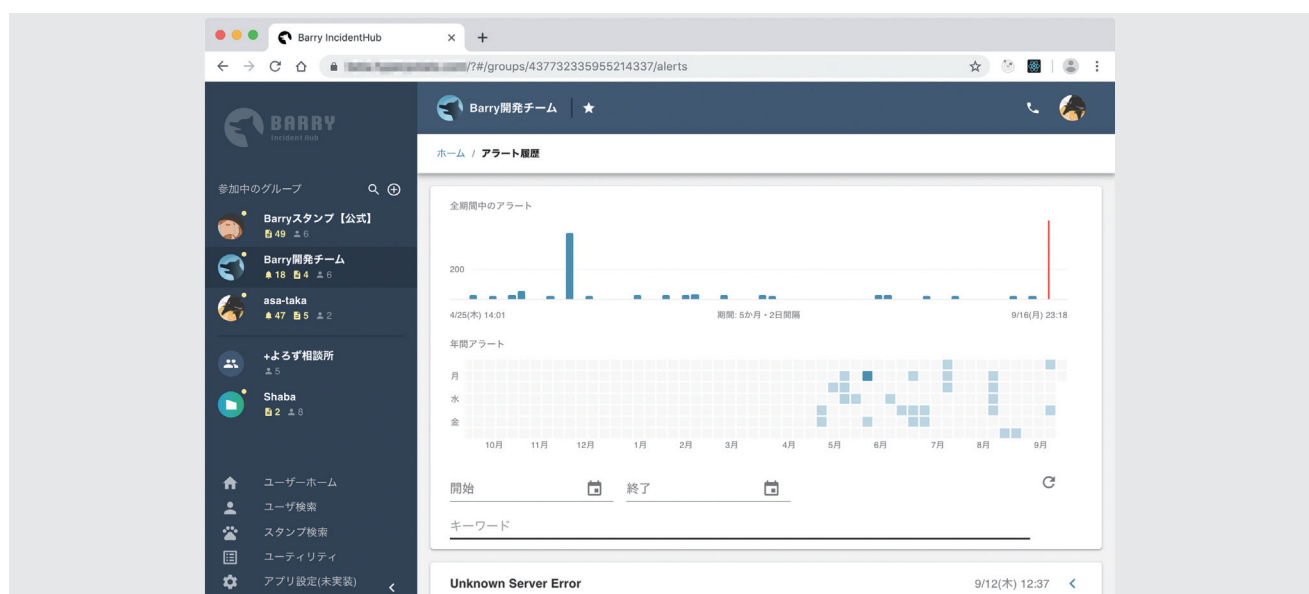 Barry IncidentHub
/?#/groups/437732335955214337/alerts
BARRY
Incident Hub
Barry開発チーム
ホーム / アラート履歴
参加中のグループ
Barryスタンプ【公式】
49 6
Barry開発チーム
18 4 6
asa-taka
47 5 2
+よろず相談所
5
Shaba
2 8
ユーザーホーム
ユーザ検索
スタンプ検索
ユーティリティ
アプリ設定(未実装)
全期間中のアラート
200
4/25(木) 14:01 期間: 5か月・2日間隔 9/16(月) 23:18
年間アラート
月
水
金
10月 11月 12月 1月 2月 3月 4月 5月 6月 7月 8月 9月
開始 終了
キーワード
Unknown Server Error 9/12(木) 12:37